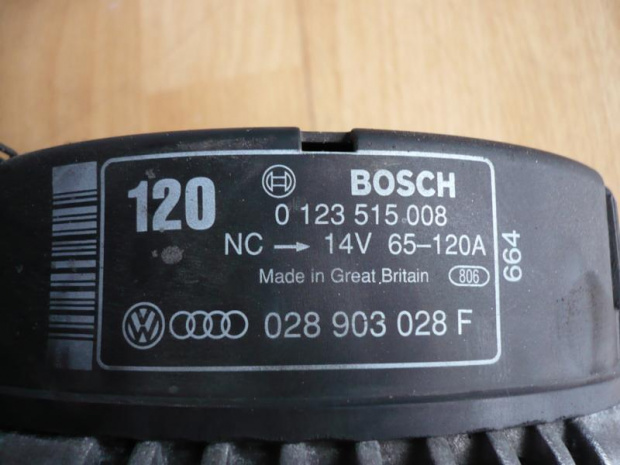 120 BOSCH
0 123 515 008
NC → 14V 65–120A
Made in Great Britain 806
664
VW 028 903 028 F